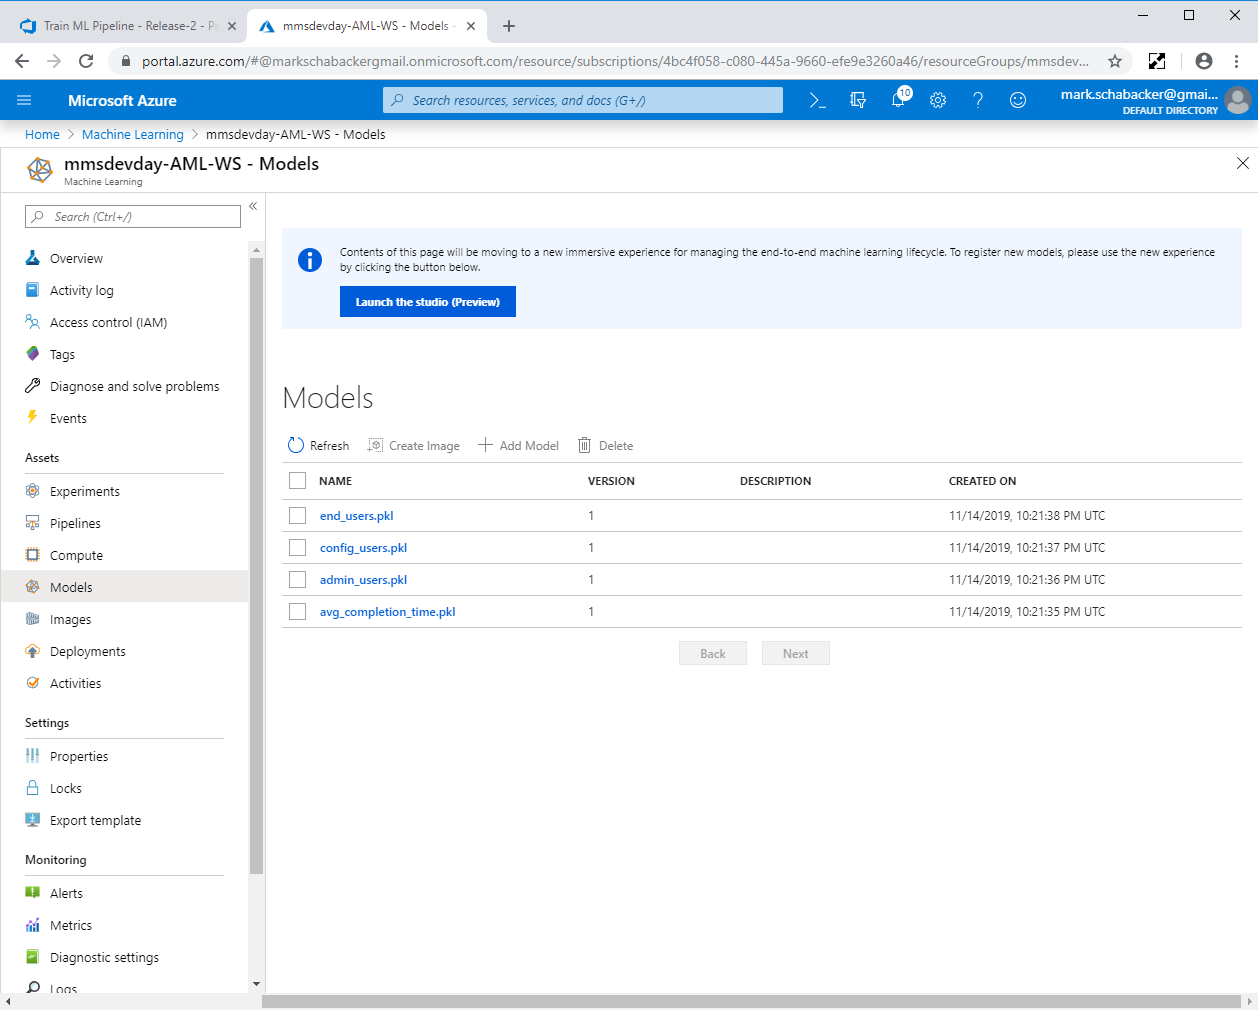 Train ML Pipeline - Release-2 - Pi
mmsdevday-AML-WS - Models -
portal.azure.com/#@markschabackergmail.onmicrosoft.com/resource/subscriptions/4bc4f058-c080-445a-9660-efe9e3260a46/resourceGroups/mmsdev...
Microsoft Azure
Search resources, services, and docs (G+/)
10
mark.schabacker@gmai...
DEFAULT DIRECTORY
Home > Machine Learning > mmsdevday-AML-WS - Models
mmsdevday-AML-WS - Models
Machine Learning
Search (Ctrl+/)
Overview
Activity log
Access control (IAM)
Tags
Diagnose and solve problems
Events
Assets
Experiments
Pipelines
Compute
Models
Images
Deployments
Activities
Settings
Properties
Locks
Export template
Monitoring
Alerts
Metrics
Diagnostic settings
Logs
Contents of this page will be moving to a new immersive experience for managing the end-to-end machine learning lifecycle. To register new models, please use the new experience
by clicking the button below.
Launch the studio (Preview)
Models
Refresh Create Image Add Model Delete
NAME VERSION DESCRIPTION CREATED ON
end_users.pkl 1 11/14/2019, 10:21:38 PM UTC
config_users.pkl 1 11/14/2019, 10:21:37 PM UTC
admin_users.pkl 1 11/14/2019, 10:21:36 PM UTC
avg_completion_time.pkl 1 11/14/2019, 10:21:35 PM UTC
Back Next